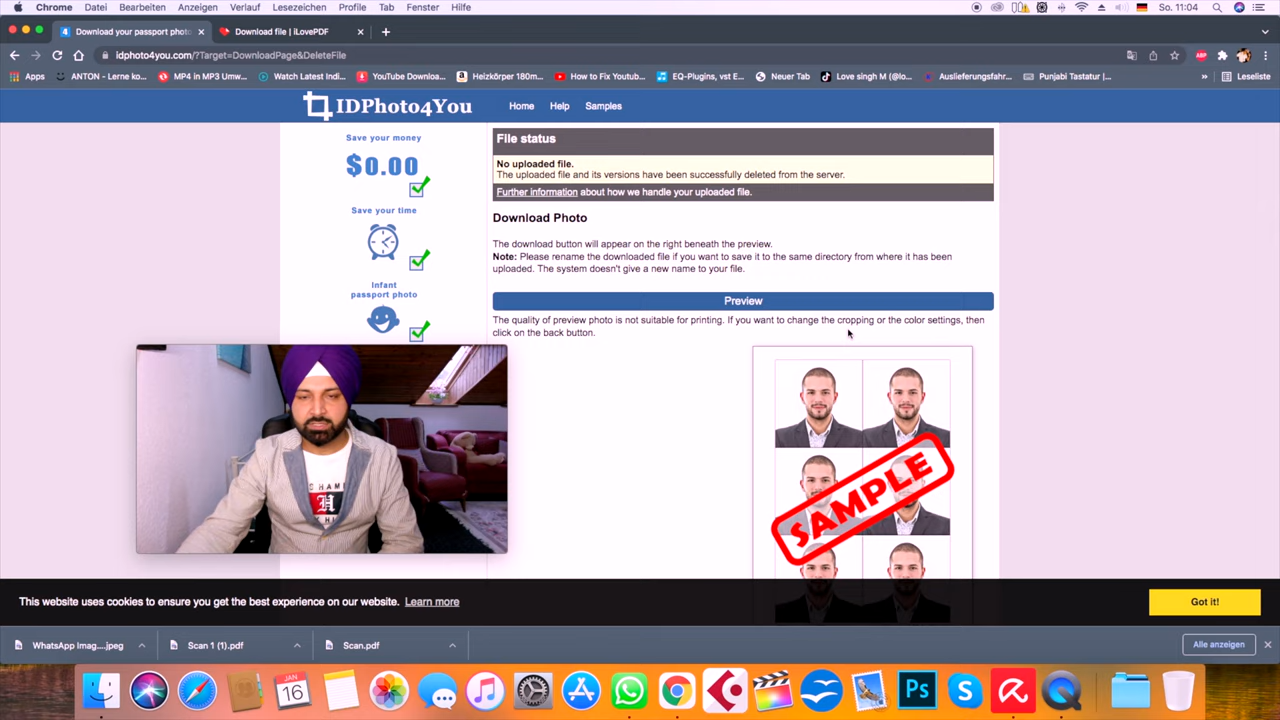 Chrome Datei Bearbeiten Anzeigen Verlauf Lesezeichen Profile Tab Fenster Hilfe So. 11:04
Download your passport photo Download file | iLovePDF
idphoto4you.com/?Target=DownloadPage&DeleteFile
Apps ANTON - Lerne ko... MP4 in MP3 Umw... Watch Latest Indi... YouTube Downloa... Heizkörper 180m... How to Fix Youtub... EQ-Plugins, vst E... Neuer Tab Love singh M (@lo... Auslieferungsfahr... Punjabi Tastatur |... » Leseliste
IDPhoto4You Home Help Samples
Save your money
$0.00
Save your time
Infant
passport photo
File status
No uploaded file.
The uploaded file and its versions have been successfully deleted from the server.
Further information about how we handle your uploaded file.
Download Photo
The download button will appear on the right beneath the preview.
Note: Please rename the downloaded file if you want to save it to the same directory from where it has been
uploaded. The system doesn't give a new name to your file.
Preview
The quality of preview photo is not suitable for printing. If you want to change the cropping or the color settings, then
click on the back button.
SAMPLE
H
This website uses cookies to ensure you get the best experience on our website. Learn more
Got it!
WhatsApp Imag....jpeg Scan 1 (1).pdf Scan.pdf Alle anzeigen
JAN
16
Ps